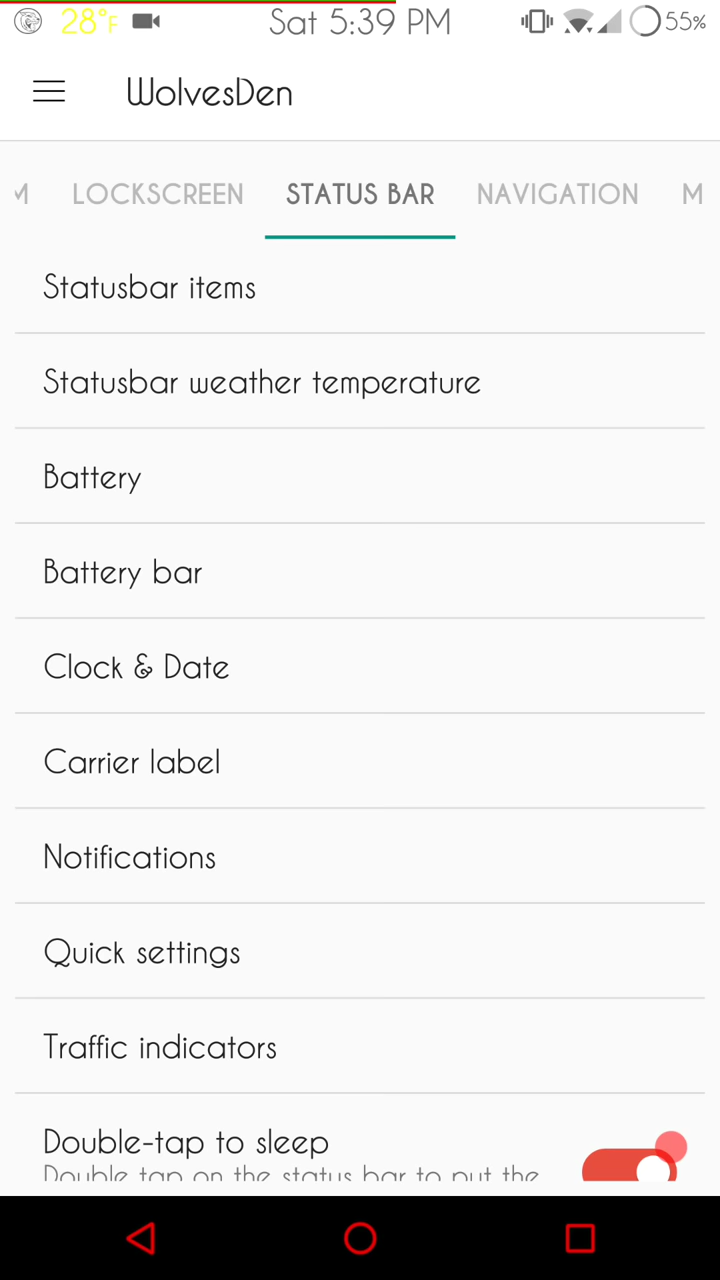 28°F Sat 5:39 PM 55%
WolvesDen
M LOCKSCREEN STATUS BAR NAVIGATION M
Statusbar items
Statusbar weather temperature
Battery
Battery bar
Clock & Date
Carrier label
Notifications
Quick settings
Traffic indicators
Double-tap to sleep
Double tap on the status bar to put the